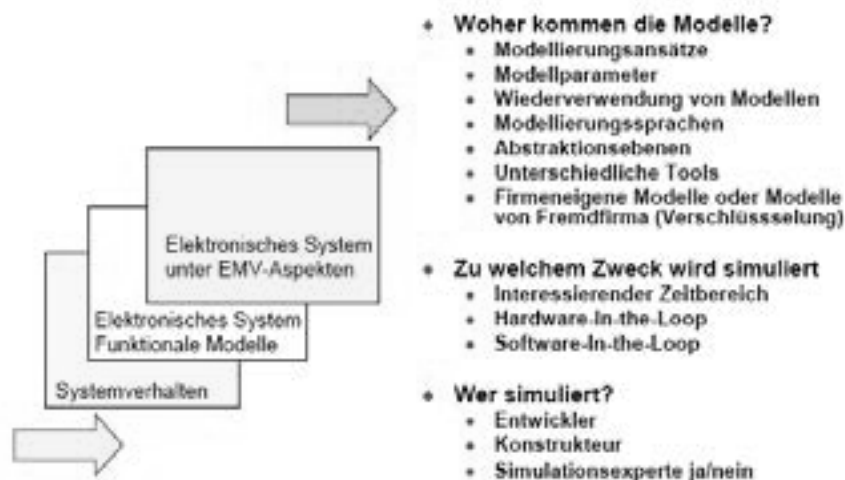 Elektronisches System
unter EMV-Aspekten
Elektronisches System
Funktionale Modelle
Systemverhalten
Woher kommen die Modelle?
Modellierungsansätze
Modellparameter
Wiederverwendung von Modellen
Modellierungssprachen
Abstraktionsebenen
Unterschiedliche Tools
Firmeneigene Modelle oder Modelle
von Fremdfirma (Verschlüssselung)
Zu welchem Zweck wird simuliert
Interessierender Zeitbereich
Hardware-In-the-Loop
Software-In-the-Loop
Wer simuliert?
Entwickler
Konstrukteur
Simulationsexperte ja/nein